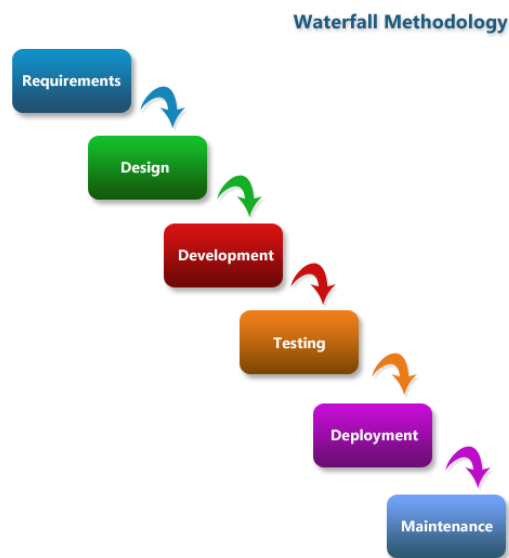 Waterfall Methodology
Requirements
Design
Development
Testing
Deployment
Maintenance